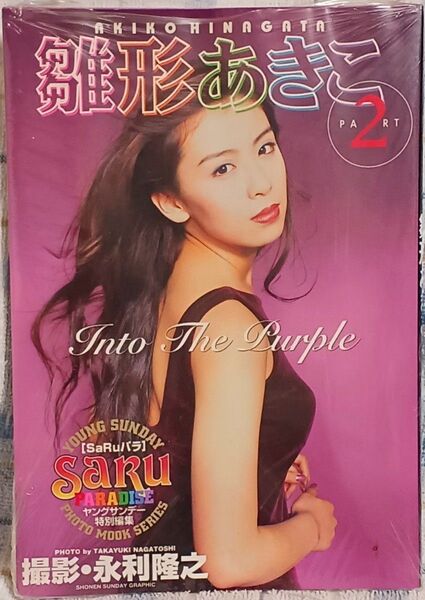 AKIKO HINAGATA
雛形あきこ
PART
2
Into The Purple
YOUNG SUNDAY
【SaRuパラ】
SaRu
PARADISE
ヤングサンデー
特別編集
PHOTO MOOK SERIES
PHOTO by TAKAYUKI NAGATOSHI
撮影・永利隆之
SHONEN SUNDAY GRAPHIC